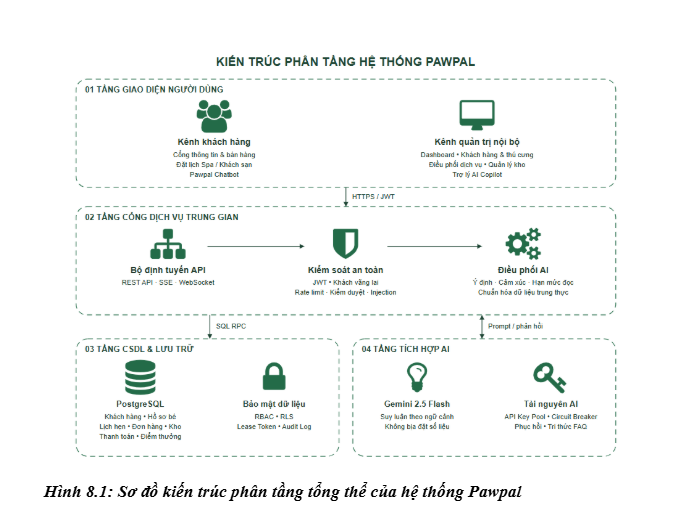 KIẾN TRÚC PHÂN TẦNG HỆ THỐNG PAWPAL
01 TẦNG GIAO DIỆN NGƯỜI DÙNG
Kênh khách hàng
Cổng thông tin & bán hàng
Đặt lịch Spa / Khách sạn
Pawpal Chatbot
Kênh quản trị nội bộ
Dashboard • Khách hàng & thú cưng
Điều phối dịch vụ • Quản lý kho
Trợ lý AI Copilot
HTTPS / JWT
02 TẦNG CỔNG DỊCH VỤ TRUNG GIAN
Bộ định tuyến API
REST API · SSE · WebSocket
Kiểm soát an toàn
JWT • Khách vãng lai
Rate limit · Kiểm duyệt · Injection
Điều phối AI
Ý định · Cảm xúc · Hạn mức đọc
Chuẩn hóa dữ liệu trung thực
SQL RPC
Prompt / phản hồi
03 TẦNG CSDL & LƯU TRỮ
PostgreSQL
Khách hàng · Hồ sơ bé
Lịch hẹn · Đơn hàng · Kho
Thanh toán · Điểm thưởng
Bảo mật dữ liệu
RBAC · RLS
Lease Token · Audit Log
04 TẦNG TÍCH HỢP AI
Gemini 2.5 Flash
Suy luận theo ngữ cảnh
Không bịa đặt số liệu
Tài nguyên AI
API Key Pool · Circuit Breaker
Phục hồi · Tri thức FAQ
Hình 8.1: Sơ đồ kiến trúc phân tầng tổng thể của hệ thống Pawpal